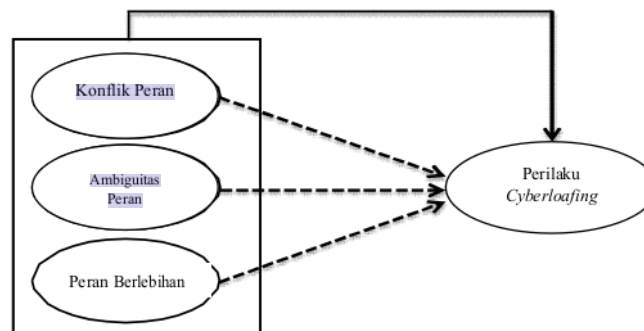 Konflik Peran
Ambiguitas
Peran
Peran Berlebihan
Perilaku
Cyberloafing